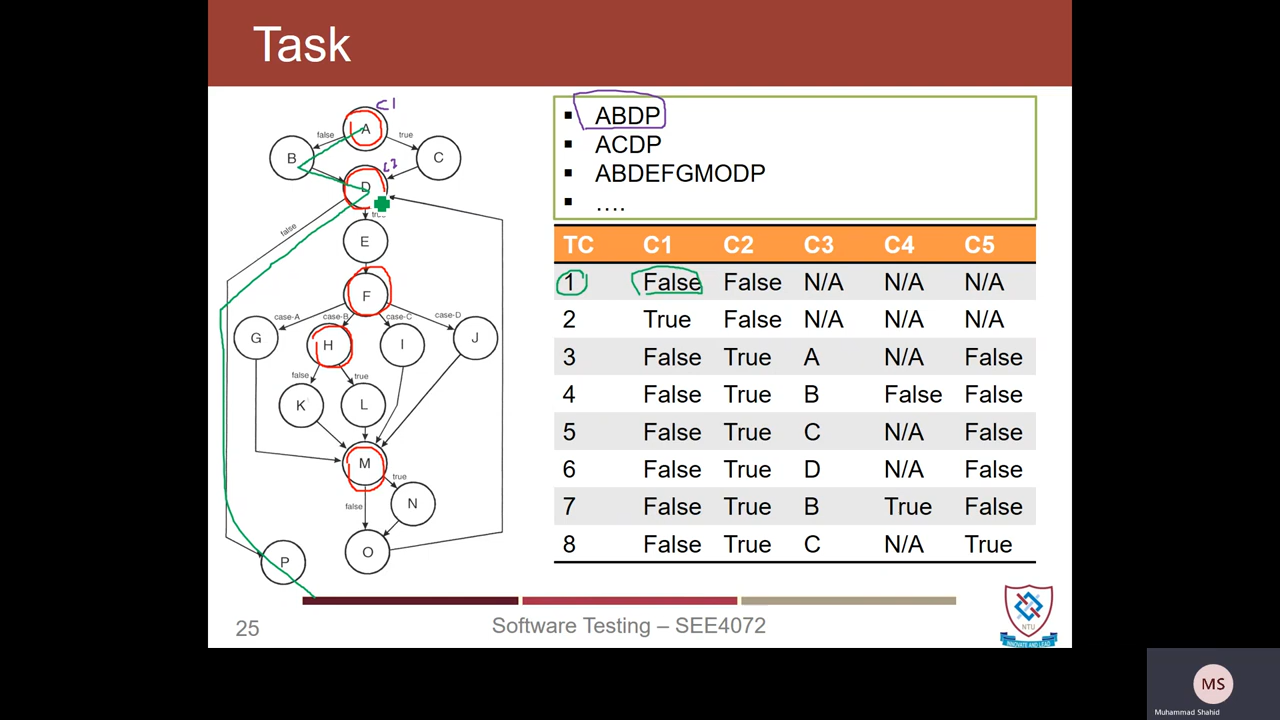 Task
C1
A
false
true
B
C
C2
D
true
false
E
F
case-A
case-B
case-C
case-D
G
H
I
J
false
true
K
L
M
true
false
N
O
P
▪ ABDP
▪ ACDP
▪ ABDEFGMODP
▪ ….
TC C1 C2 C3 C4 C5
1 False False N/A N/A N/A
2 True False N/A N/A N/A
3 False True A N/A False
4 False True B False False
5 False True C N/A False
6 False True D N/A False
7 False True B True False
8 False True C N/A True
25
Software Testing – SEE4072
NTU
INNOVATE AND LEAD
MS
Muhammad Shahid